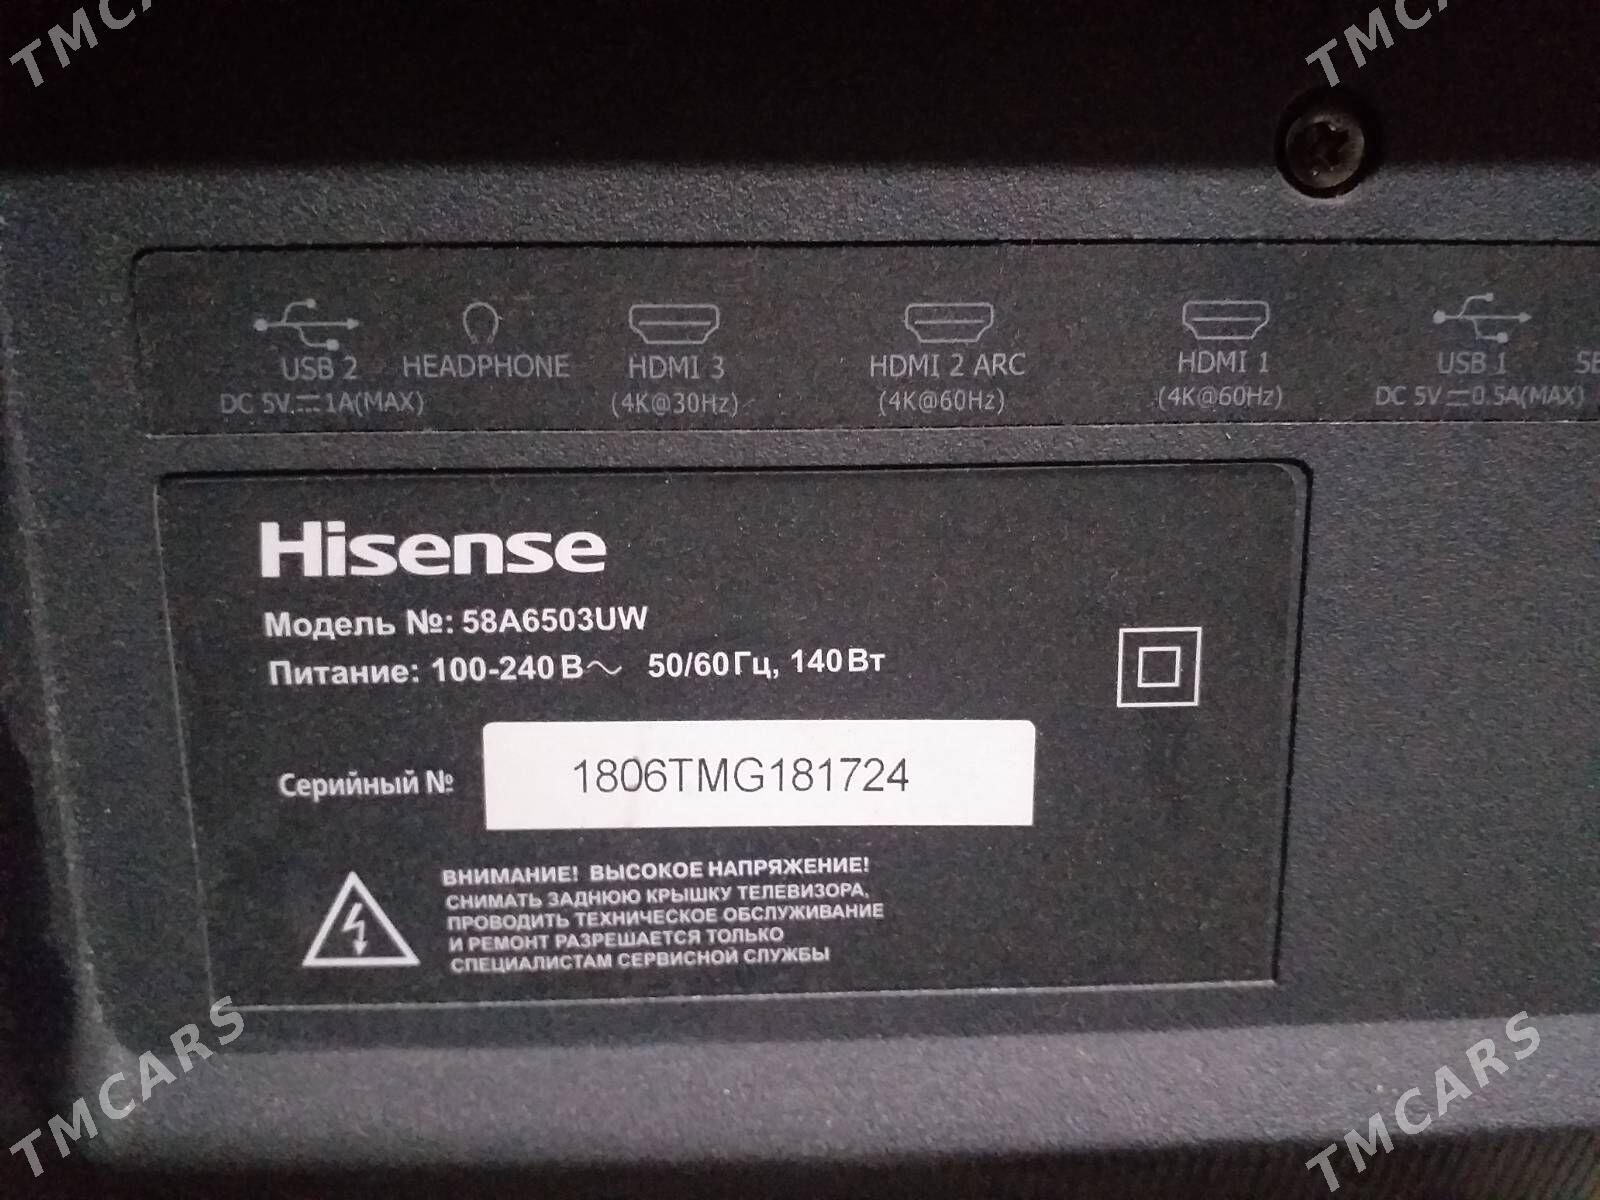 TMCARS
TMCARS
USB 2 HEADPHONE HDMI 3 HDMI 2 ARC HDMI 1 USB 1
DC 5V⎓1A(MAX) (4K@30Hz) (4K@60Hz) (4K@60Hz) DC 5V⎓0.5A(MAX)
Hisense
Модель №: 58A6503UW
Питание: 100-240 В~ 50/60 Гц, 140 Вт
Серийный № 1806TMG181724
ВНИМАНИЕ! ВЫСОКОЕ НАПРЯЖЕНИЕ!
СНИМАТЬ ЗАДНЮЮ КРЫШКУ ТЕЛЕВИЗОРА,
ПРОВОДИТЬ ТЕХНИЧЕСКОЕ ОБСЛУЖИВАНИЕ
И РЕМОНТ РАЗРЕШАЕТСЯ ТОЛЬКО
СПЕЦИАЛИСТАМ СЕРВИСНОЙ СЛУЖБЫ
TMCARS
TMCARS